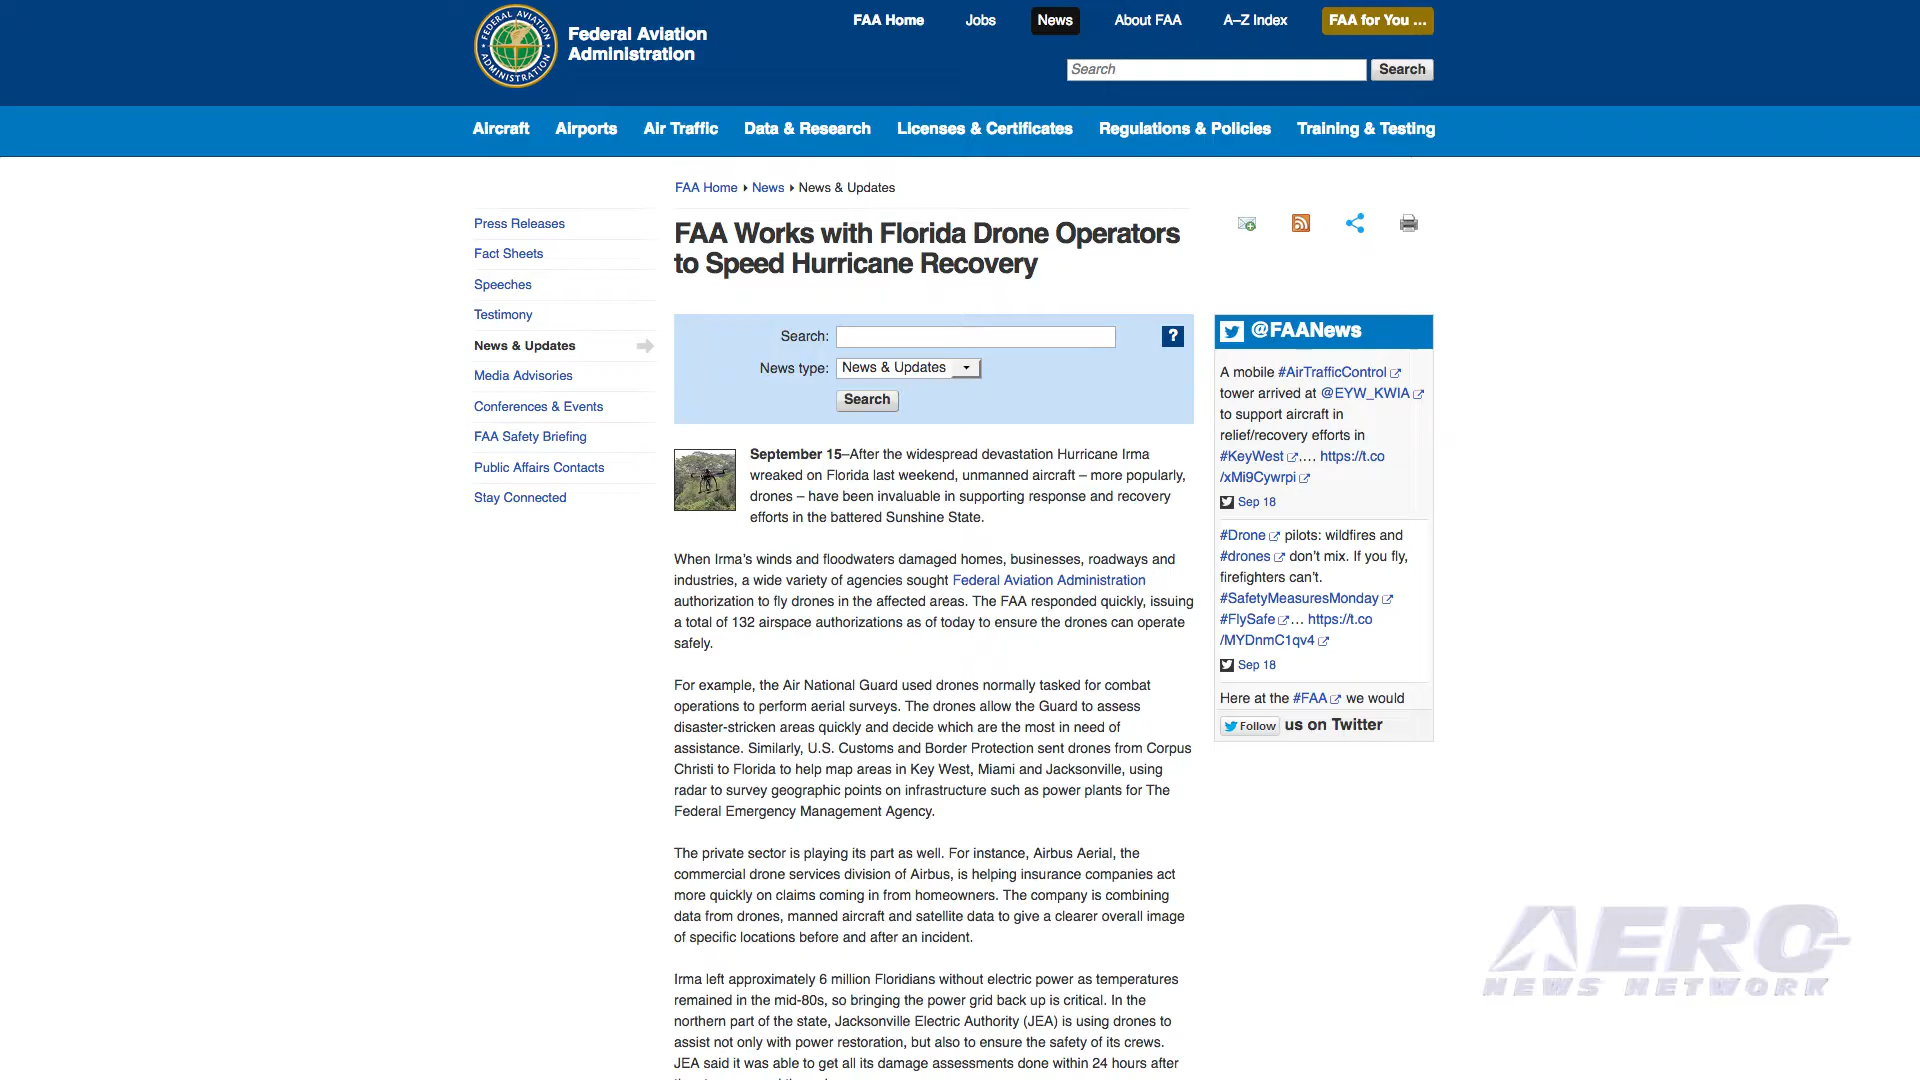 Federal Aviation
Administration
FAA Home Jobs News About FAA A–Z Index FAA for You ...
Search Search
Aircraft Airports Air Traffic Data & Research Licenses & Certificates Regulations & Policies Training & Testing
FAA Home News News & Updates
Press Releases
Fact Sheets
Speeches
Testimony
News & Updates
Media Advisories
Conferences & Events
FAA Safety Briefing
Public Affairs Contacts
Stay Connected
FAA Works with Florida Drone Operators
to Speed Hurricane Recovery
Search: ?
News type: News & Updates
Search
September 15–After the widespread devastation Hurricane Irma
wreaked on Florida last weekend, unmanned aircraft – more popularly,
drones – have been invaluable in supporting response and recovery
efforts in the battered Sunshine State.
When Irma's winds and floodwaters damaged homes, businesses, roadways and
industries, a wide variety of agencies sought Federal Aviation Administration
authorization to fly drones in the affected areas. The FAA responded quickly, issuing
a total of 132 airspace authorizations as of today to ensure the drones can operate
safely.
For example, the Air National Guard used drones normally tasked for combat
operations to perform aerial surveys. The drones allow the Guard to assess
disaster-stricken areas quickly and decide which are the most in need of
assistance. Similarly, U.S. Customs and Border Protection sent drones from Corpus
Christi to Florida to help map areas in Key West, Miami and Jacksonville, using
radar to survey geographic points on infrastructure such as power plants for The
Federal Emergency Management Agency.
The private sector is playing its part as well. For instance, Airbus Aerial, the
commercial drone services division of Airbus, is helping insurance companies act
more quickly on claims coming in from homeowners. The company is combining
data from drones, manned aircraft and satellite data to give a clearer overall image
of specific locations before and after an incident.
Irma left approximately 6 million Floridians without electric power as temperatures
remained in the mid-80s, so bringing the power grid back up is critical. In the
northern part of the state, Jacksonville Electric Authority (JEA) is using drones to
assist not only with power restoration, but also to ensure the safety of its crews.
JEA said it was able to get all its damage assessments done within 24 hours after
@FAANews
A mobile #AirTrafficControl
tower arrived at @EYW_KWIA
to support aircraft in
relief/recovery efforts in
#KeyWest …. https://t.co
/xMi9Cywrpi
Sep 18
#Drone pilots: wildfires and
#drones don't mix. If you fly,
firefighters can't.
#SafetyMeasuresMonday
#FlySafe … https://t.co
/MYDnmC1qv4
Sep 18
Here at the #FAA we would
Follow us on Twitter
AERO
NEWS NETWORK
FEDERAL AVIATION ADMINISTRATION